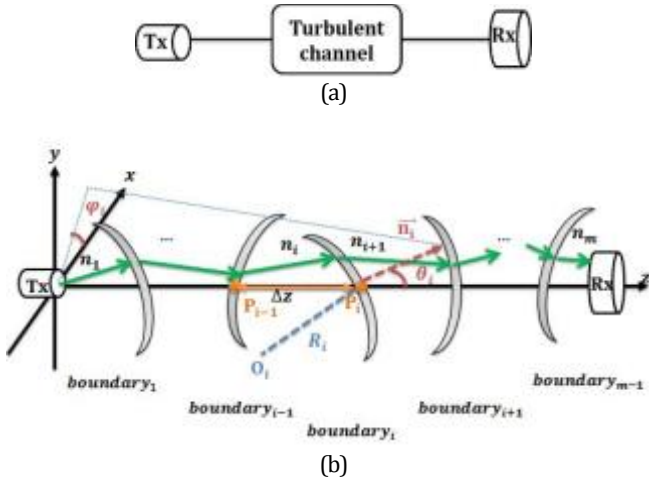 Tx
Turbulent
channel
Rx
(a)
y
x
φᵢ
n₁
...
nᵢ
nᵢ₊₁
n⃗ᵢ
θᵢ
...
nₘ
Tx
Δz
Pᵢ₋₁
Pᵢ
Rx
z
Rᵢ
Oᵢ
boundary₁
boundaryᵢ₋₁
boundaryᵢ
boundaryᵢ₊₁
boundaryₘ₋₁
(b)